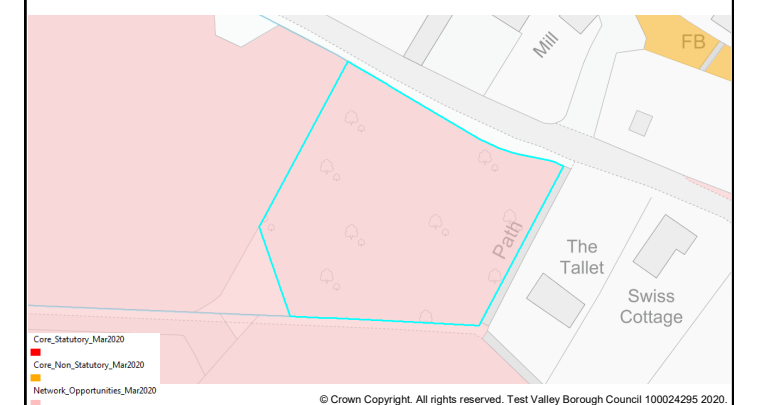 Mill
FB
Path
The
Tallet
Swiss
Cottage
Core_Statutory_Mar2020
Core_Non_Statutory_Mar2020
Network_Opportunities_Mar2020
© Crown Copyright. All rights reserved. Test Valley Borough Council 100024295 2020.